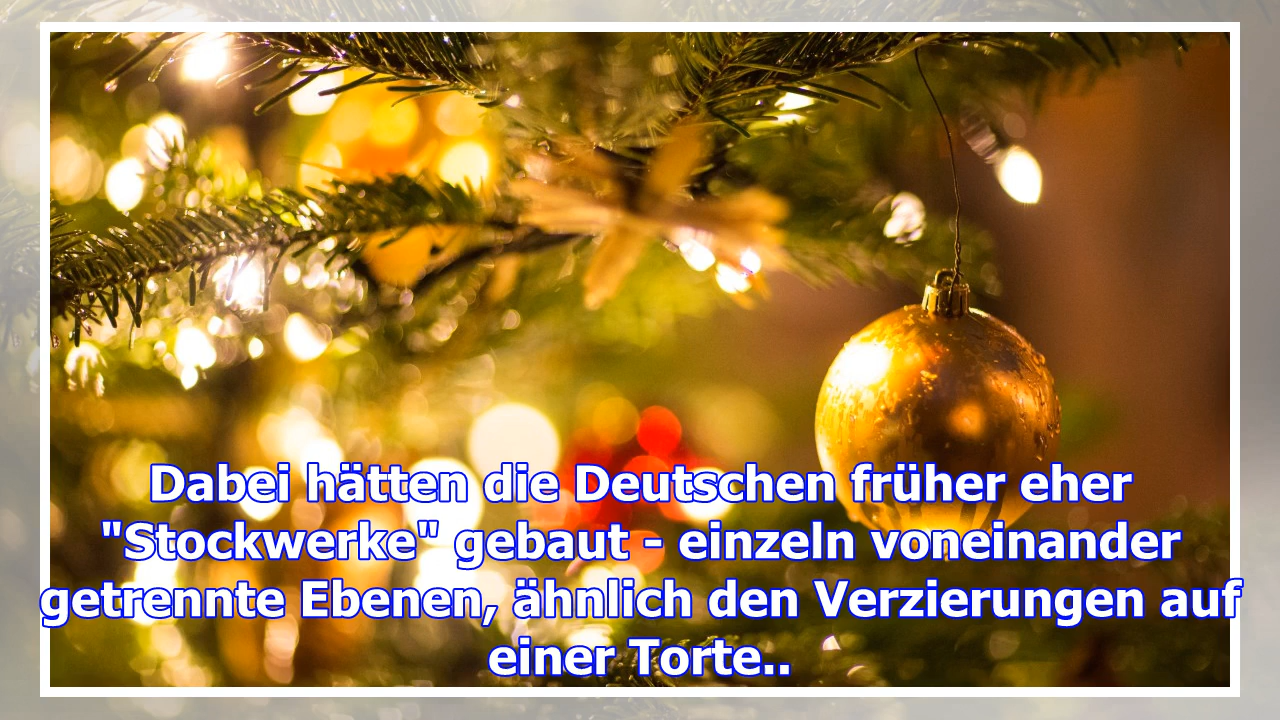 Dabei hätten die Deutschen früher eher
"Stockwerke" gebaut - einzeln voneinander
getrennte Ebenen, ähnlich den Verzierungen auf
einer Torte..